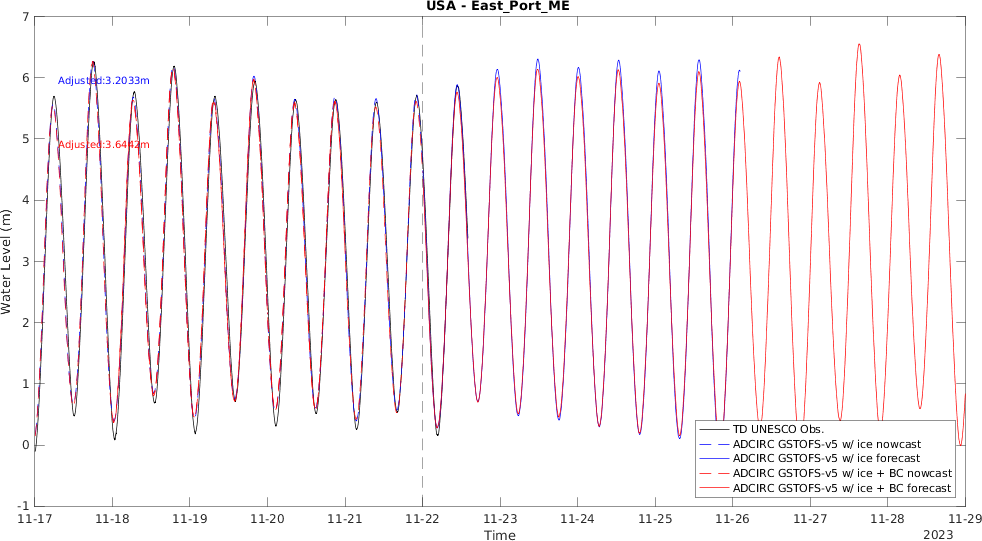 USA - East_Port_ME
7
6
5
4
3
2
1
0
-1
Water Level (m)
Adjusted:3.2033m
Adjusted:3.6442m
TD UNESCO Obs.
ADCIRC GSTOFS-v5 w/ ice nowcast
ADCIRC GSTOFS-v5 w/ ice forecast
ADCIRC GSTOFS-v5 w/ ice + BC nowcast
ADCIRC GSTOFS-v5 w/ ice + BC forecast
11-17 11-18 11-19 11-20 11-21 11-22 11-23 11-24 11-25 11-26 11-27 11-28 11-29
Time
2023